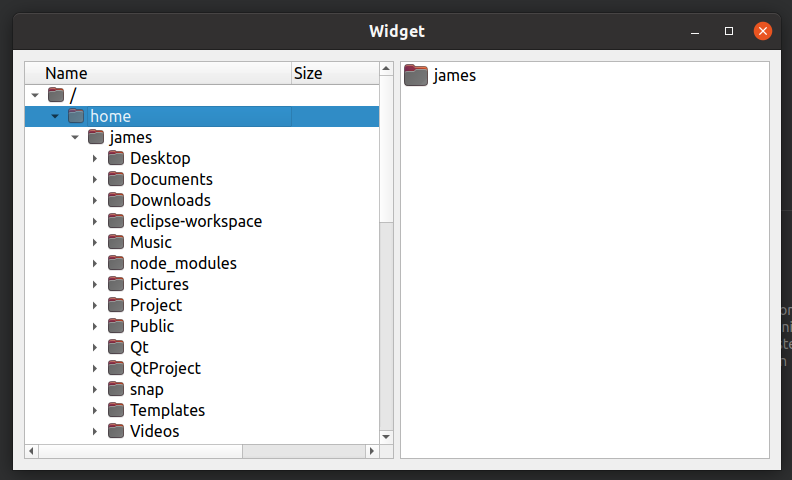 Widget
Name Size
/
home
james
Desktop
Documents
Downloads
eclipse-workspace
Music
node_modules
Pictures
Project
Public
Qt
QtProject
snap
Templates
Videos
james